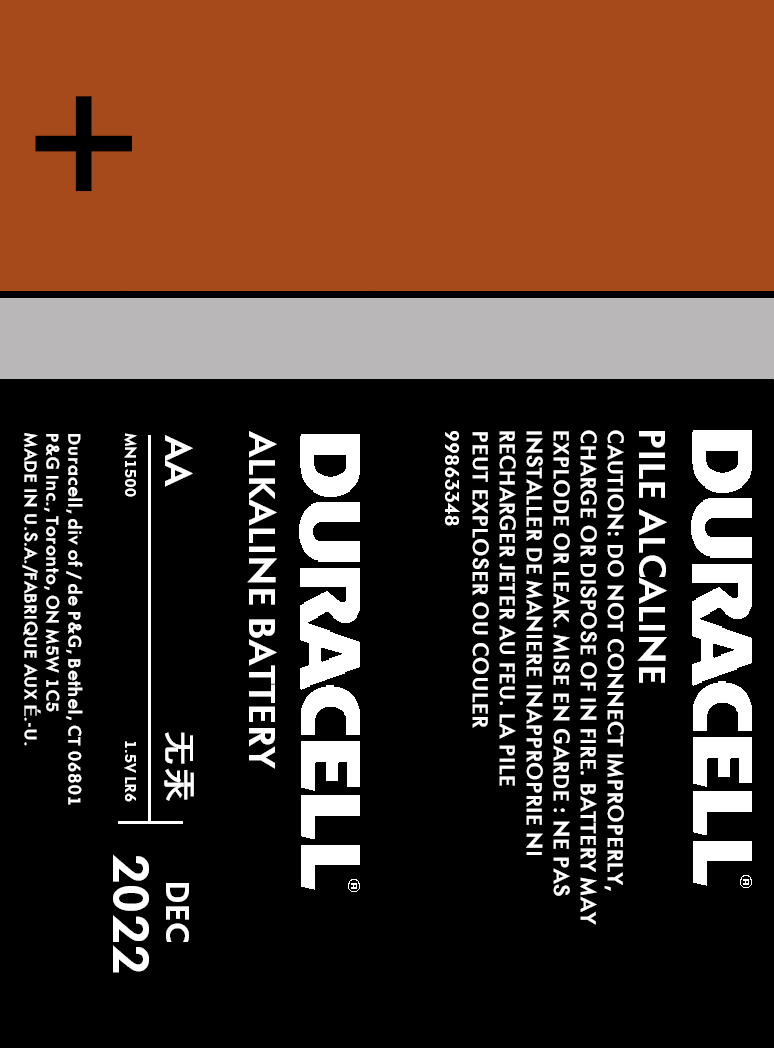 +
DURACELL®
PILE ALCALINE
CAUTION: DO NOT CONNECT IMPROPERLY,
CHARGE OR DISPOSE OF IN FIRE. BATTERY MAY
EXPLODE OR LEAK. MISE EN GARDE : NE PAS
INSTALLER DE MANIERE INAPPROPRIE NI
RECHARGER JETER AU FEU. LA PILE
PEUT EXPLOSER OU COULER
99863348
DURACELL®
ALKALINE BATTERY
AA 无汞 DEC
MN1500 1.5V LR6 2022
Duracell, div of / de P&G, Bethel, CT 06801
P&G Inc., Toronto, ON M5W 1C5
MADE IN U.S.A./FABRIQUE AUX É.-U.